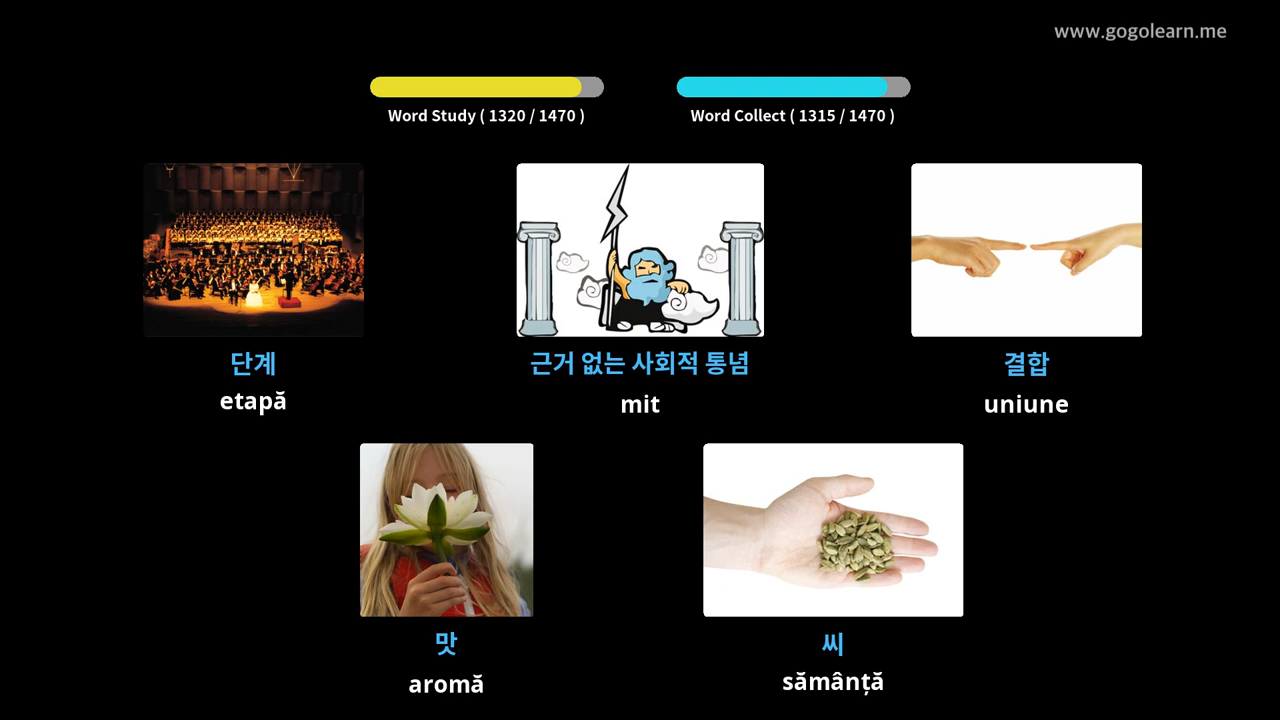 www.gogolearn.me
Word Study ( 1320 / 1470 )
Word Collect ( 1315 / 1470 )
단계
etapă
근거 없는 사회적 통념
mit
결합
uniune
맛
aromă
씨
sămânță